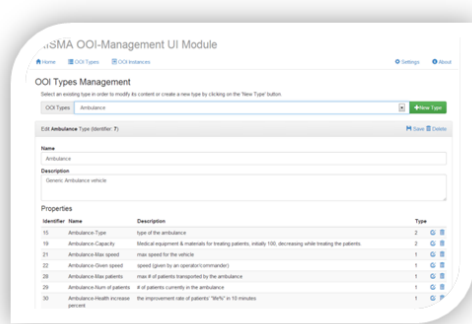 SMA OOI-Management UI Module
Home OOI Types OOI Instances Settings About
OOI Types Management
Select an existing type in order to modify its content or create a new type by clicking on the 'New Type' button.
OOI Types Ambulance +New Type
Edit Ambulance Type (Identifier: 7) Save Delete
Name
Ambulance
Description
Generic Ambulance vehicle
Properties
Identifier Name Description Type
15 Ambulance-Type type of the ambulance 2
19 Ambulance-Capacity Medical equipment & materials for treating patients, initially 100, decreasing while treating the patients. 2
21 Ambulance-Max speed max speed for the vehicle 1
22 Ambulance-Given speed speed (given by an operator/commander) 1
28 Ambulance-Max patients max # of patients transported by the ambulance 1
29 Ambulance-Num of patients # of patients currently in the ambulance 1
30 Ambulance-Health increase the improvement rate of patients' "life%" in 10 minutes 1
percent